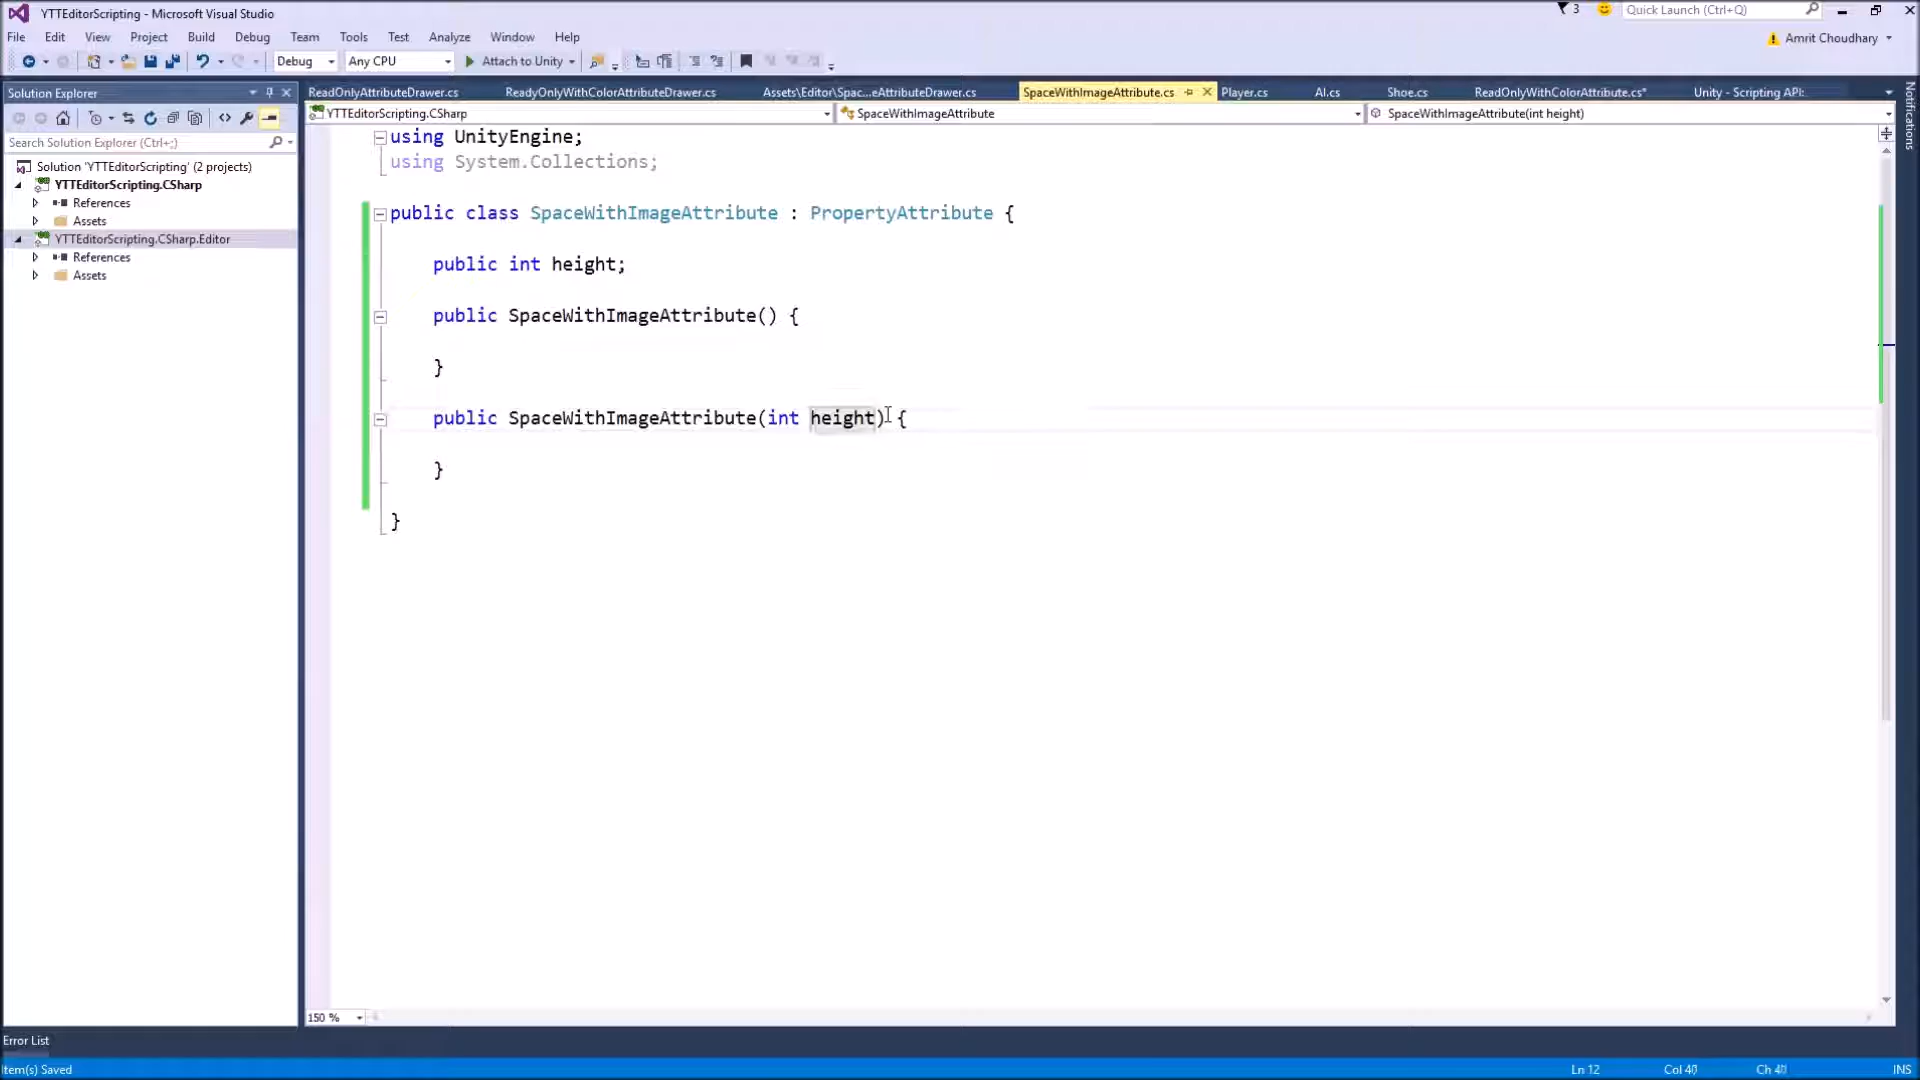 YTTEditorScripting - Microsoft Visual Studio
3
Quick Launch (Ctrl+Q)
File Edit View Project Build Debug Team Tools Test Analyze Window Help
Amrit Choudhary
Debug Any CPU Attach to Unity
Solution Explorer
ReadOnlyAttributeDrawer.cs ReadyOnlyWithColorAttributeDrawer.cs Assets\Editor\Spac...eAttributeDrawer.cs SpaceWithImageAttribute.cs Player.cs AI.cs Shoe.cs ReadOnlyWithColorAttribute.cs* Unity - Scripting API:
Notifications
YTTEditorScripting.CSharp SpaceWithImageAttribute SpaceWithImageAttribute(int height)
Search Solution Explorer (Ctrl+;)
Solution 'YTTEditorScripting' (2 projects)
YTTEditorScripting.CSharp
References
Assets
YTTEditorScripting.CSharp.Editor
References
Assets
using UnityEngine;
using System.Collections;
public class SpaceWithImageAttribute : PropertyAttribute {
public int height;
public SpaceWithImageAttribute() {
}
public SpaceWithImageAttribute(int height) {
}
}
150 %
Error List
Item(s) Saved
Ln 12 Col 40 Ch 40 INS